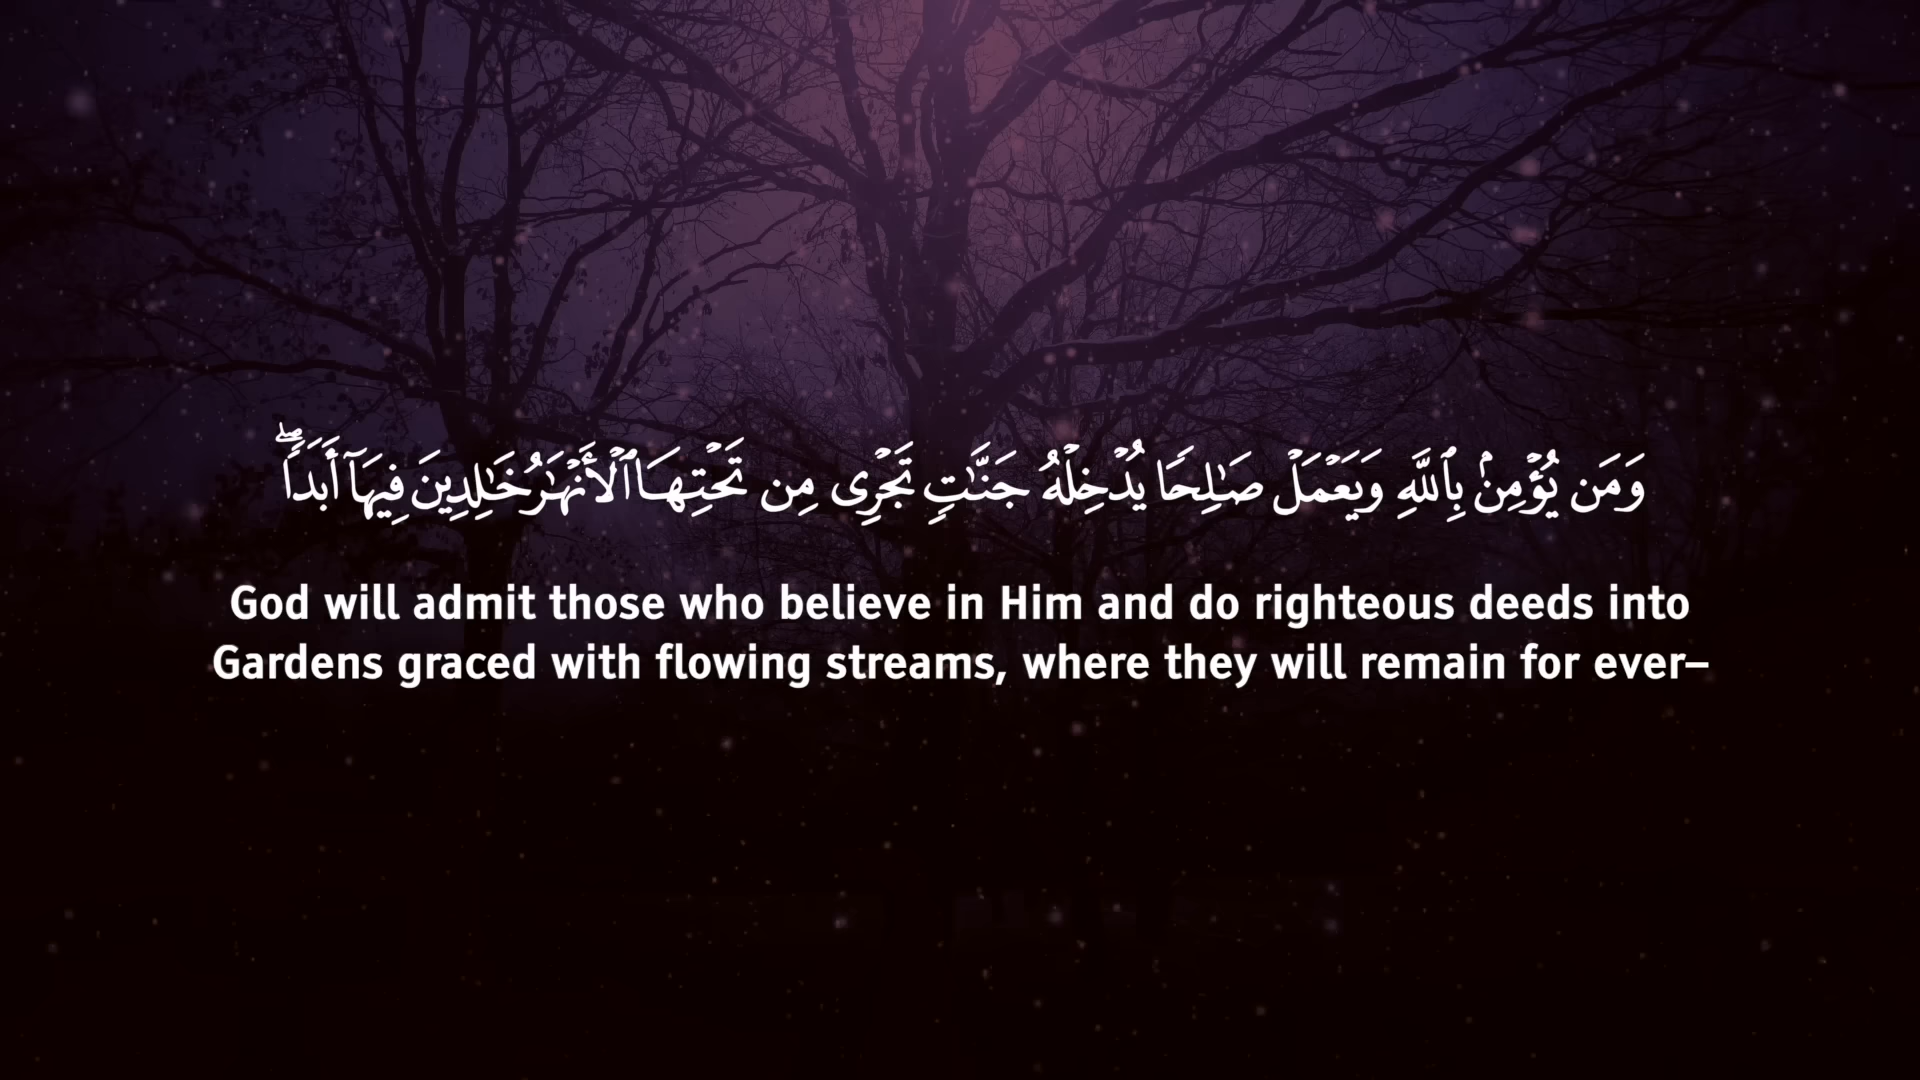 وَمَن يُؤْمِنۢ بِٱللَّهِ وَيَعْمَلْ صَـٰلِحًا يُدْخِلْهُ جَنَّـٰتٍ تَجْرِى مِن تَحْتِهَا ٱلْأَنْهَـٰرُ خَـٰلِدِينَ فِيهَآ أَبَدًا ۖ
God will admit those who believe in Him and do righteous deeds into
Gardens graced with flowing streams, where they will remain for ever–